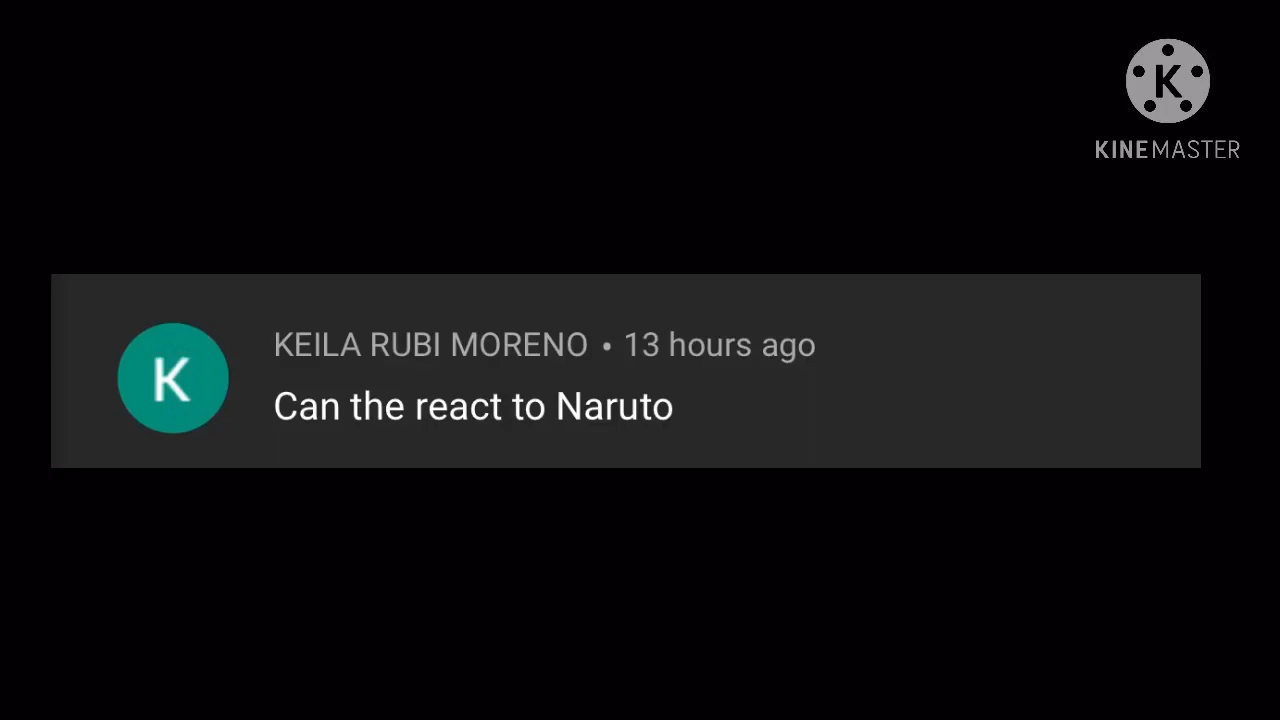 K
KINEMASTER
K
KEILA RUBI MORENO • 13 hours ago
Can the react to Naruto